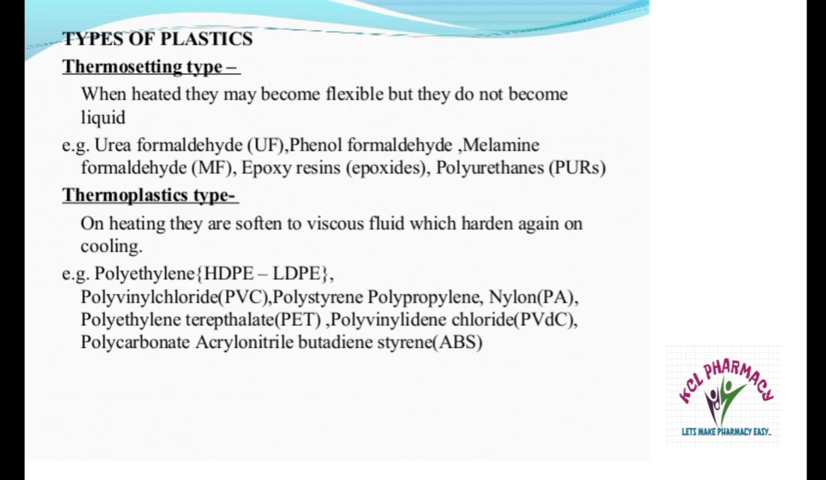 TYPES OF PLASTICS
Thermosetting type –
When heated they may become flexible but they do not become
liquid
e.g. Urea formaldehyde (UF),Phenol formaldehyde ,Melamine
formaldehyde (MF), Epoxy resins (epoxides), Polyurethanes (PURs)
Thermoplastics type-
On heating they are soften to viscous fluid which harden again on
cooling.
e.g. Polyethylene{HDPE – LDPE},
Polyvinylchloride(PVC),Polystyrene Polypropylene, Nylon(PA),
Polyethylene terepthalate(PET) ,Polyvinylidene chloride(PVdC),
Polycarbonate Acrylonitrile butadiene styrene(ABS)
KCL PHARMACY
LETS MAKE PHARMACY EASY..